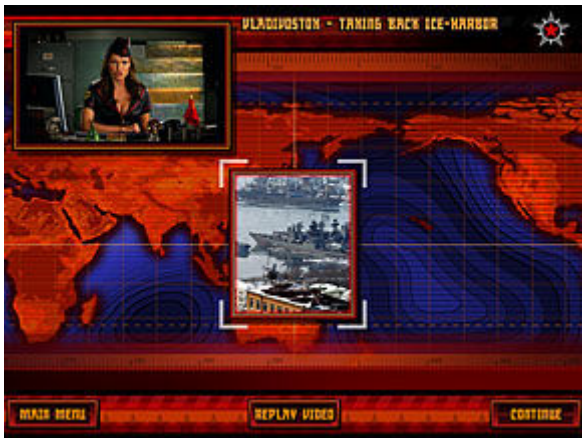 VLADIVOSTOK - TAKING BACK ICE-HARBOR
MAIN MENU
REPLAY VIDEO
CONTINUE